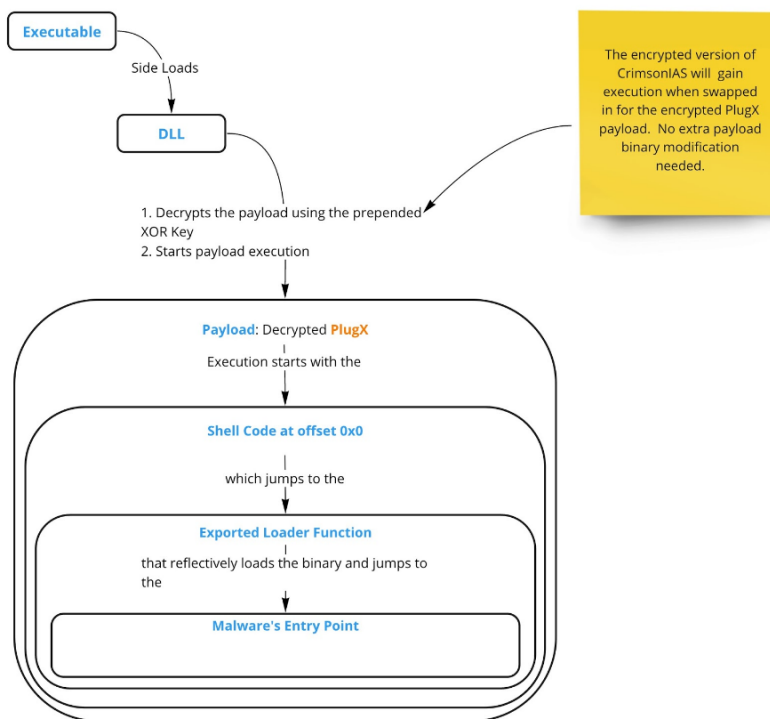 Executable
Side Loads
DLL
The encrypted version of
CrimsonIAS will gain
execution when swapped
in for the encrypted PlugX
payload. No extra payload
binary modification
needed.
1. Decrypts the payload using the prepended
XOR Key
2. Starts payload execution
Payload: Decrypted PlugX
Execution starts with the
Shell Code at offset 0x0
which jumps to the
Exported Loader Function
that reflectively loads the binary and jumps to
the
Malware's Entry Point